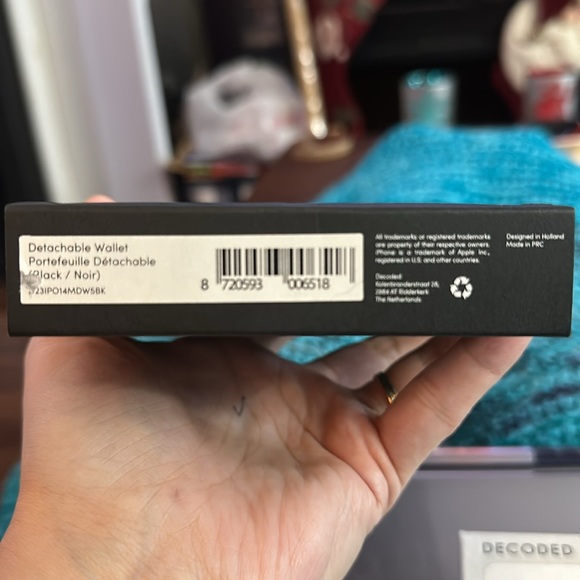 Detachable Wallet
Portefeuille Détachable
(Black / Noir)
23IPO14MDW5BK
8 720593 006518
All trademarks or registered trademarks
are property of their respective owners.
iPhone is a trademark of Apple Inc.,
registered in U.S. and other countries.
Decoded
2984 AT Ridderkerk
The Netherlands
Designed in Holland
Made in PRC
DECODED